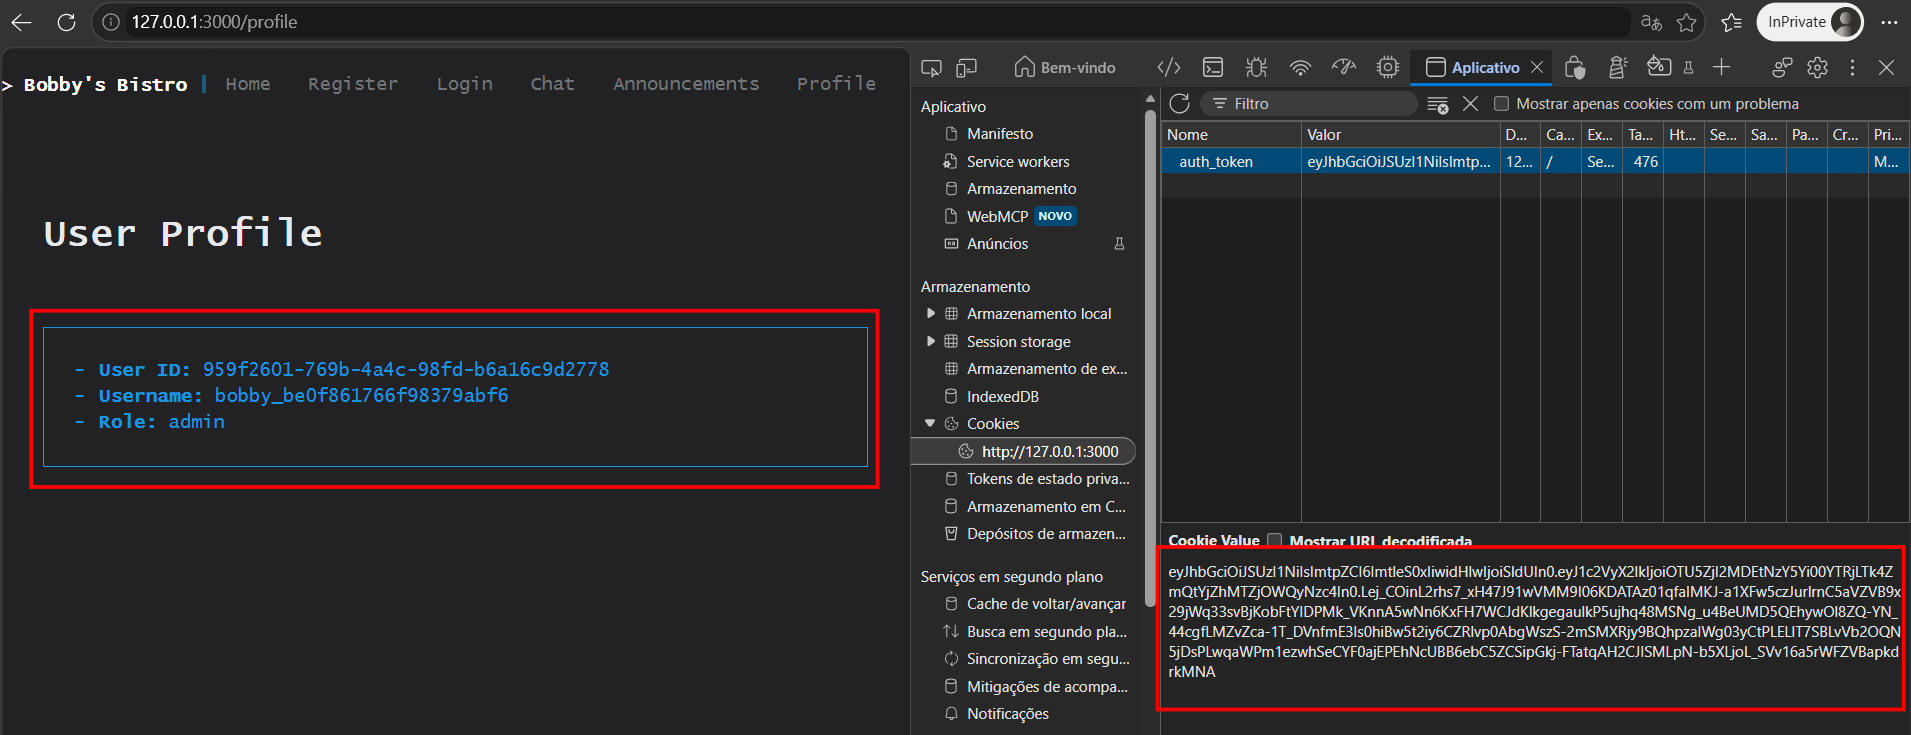 127.0.0.1:3000/profile
InPrivate
> Bobby's Bistro | Home Register Login Chat Announcements Profile
User Profile
- User ID: 959f2601-769b-4a4c-98fd-b6a16c9d2778
- Username: bobby_be0f861766f98379abf6
- Role: admin
Bem-vindo
Aplicativo
Aplicativo
Manifesto
Service workers
Armazenamento
WebMCP NOVO
Anúncios
Armazenamento
Armazenamento local
Session storage
Armazenamento de ex...
IndexedDB
Cookies
http://127.0.0.1:3000
Tokens de estado priva...
Armazenamento em C...
Depósitos de armazen...
Serviços em segundo plano
Cache de voltar/avançar
Busca em segundo pla...
Sincronização em segu...
Mitigações de acompa...
Notificações
Filtro
Mostrar apenas cookies com um problema
Nome Valor D... Ca... Ex... Ta... Ht... Se... Sa... Pa... Cr... Pri...
auth_token eyJhbGciOiJSUzI1NiIsImtp... 12... / Se... 476 M...
Cookie Value Mostrar URL decodificada